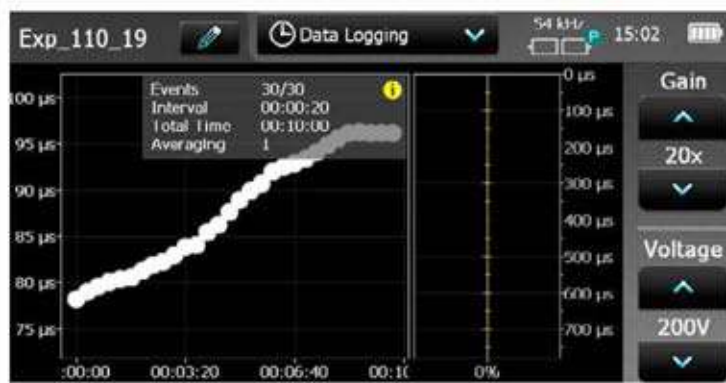 Exp_110_19
Data Logging
54 kHz
P
15:02
Events 30/30
Interval 00:00:20
Total Time 00:10:00
Averaging 1
i
100 µs
95 µs
90 µs
85 µs
80 µs
75 µs
:00:00 00:03:20 00:06:40 00:10
0 µs
100 µs
200 µs
300 µs
400 µs
500 µs
600 µs
700 µs
0%
Gain
20x
Voltage
200V